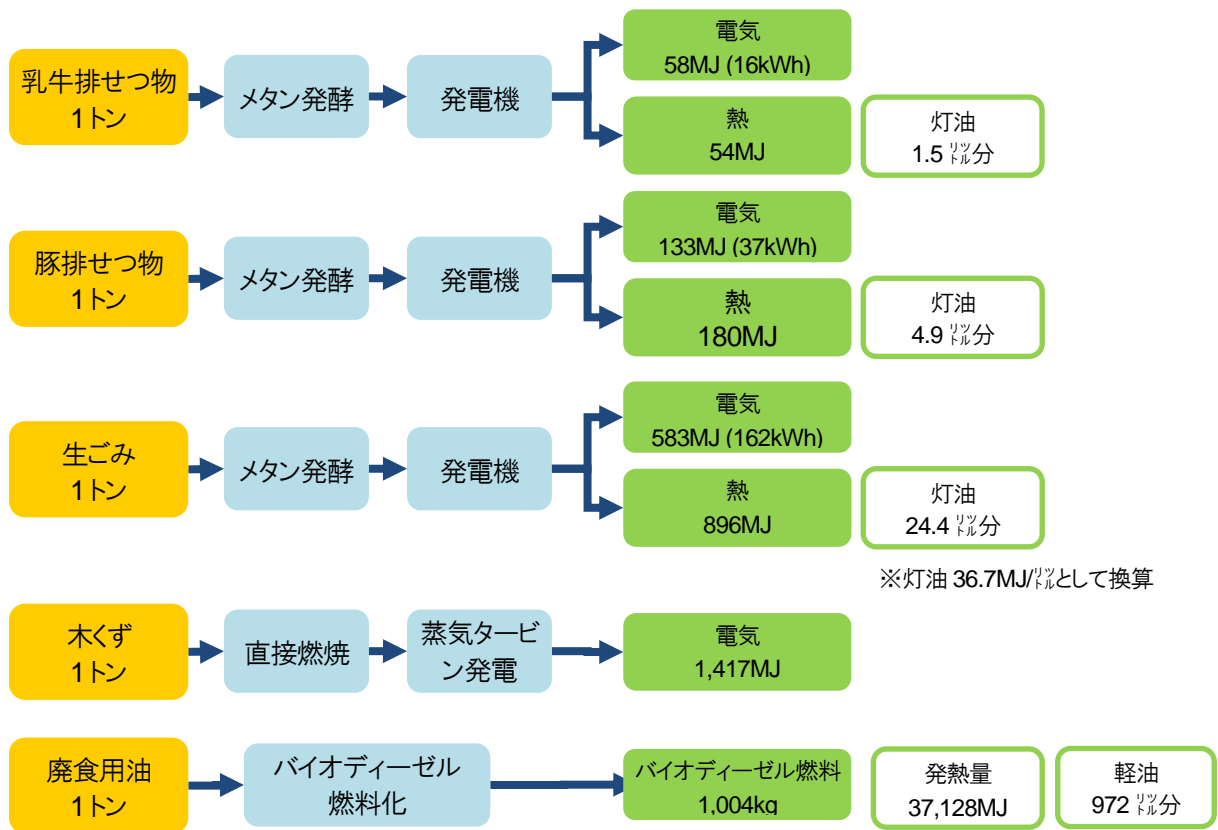 乳牛排せつ物
1トン
メタン発酵
発電機
電気
58MJ (16kWh)
熱
54MJ
灯油
1.5 リットル分
豚排せつ物
1トン
メタン発酵
発電機
電気
133MJ (37kWh)
熱
180MJ
灯油
4.9 リットル分
生ごみ
1トン
メタン発酵
発電機
電気
583MJ (162kWh)
熱
896MJ
灯油
24.4 リットル分
※灯油 36.7MJ/リットルとして換算
木くず
1トン
直接燃焼
蒸気タービ
ン発電
電気
1,417MJ
廃食用油
1トン
バイオディーゼル
燃料化
バイオディーゼル燃料
1,004kg
発熱量
37,128MJ
軽油
972 リットル分